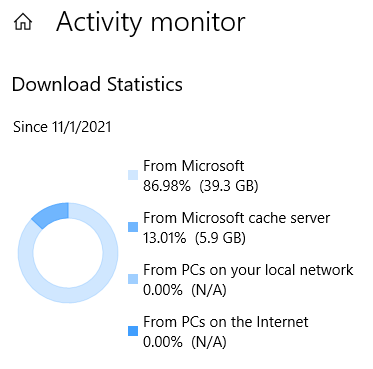 Activity monitor
Download Statistics
Since 11/1/2021
From Microsoft
86.98%  (39.3 GB)
From Microsoft cache server
13.01%  (5.9 GB)
From PCs on your local network
0.00%  (N/A)
From PCs on the Internet
0.00%  (N/A)